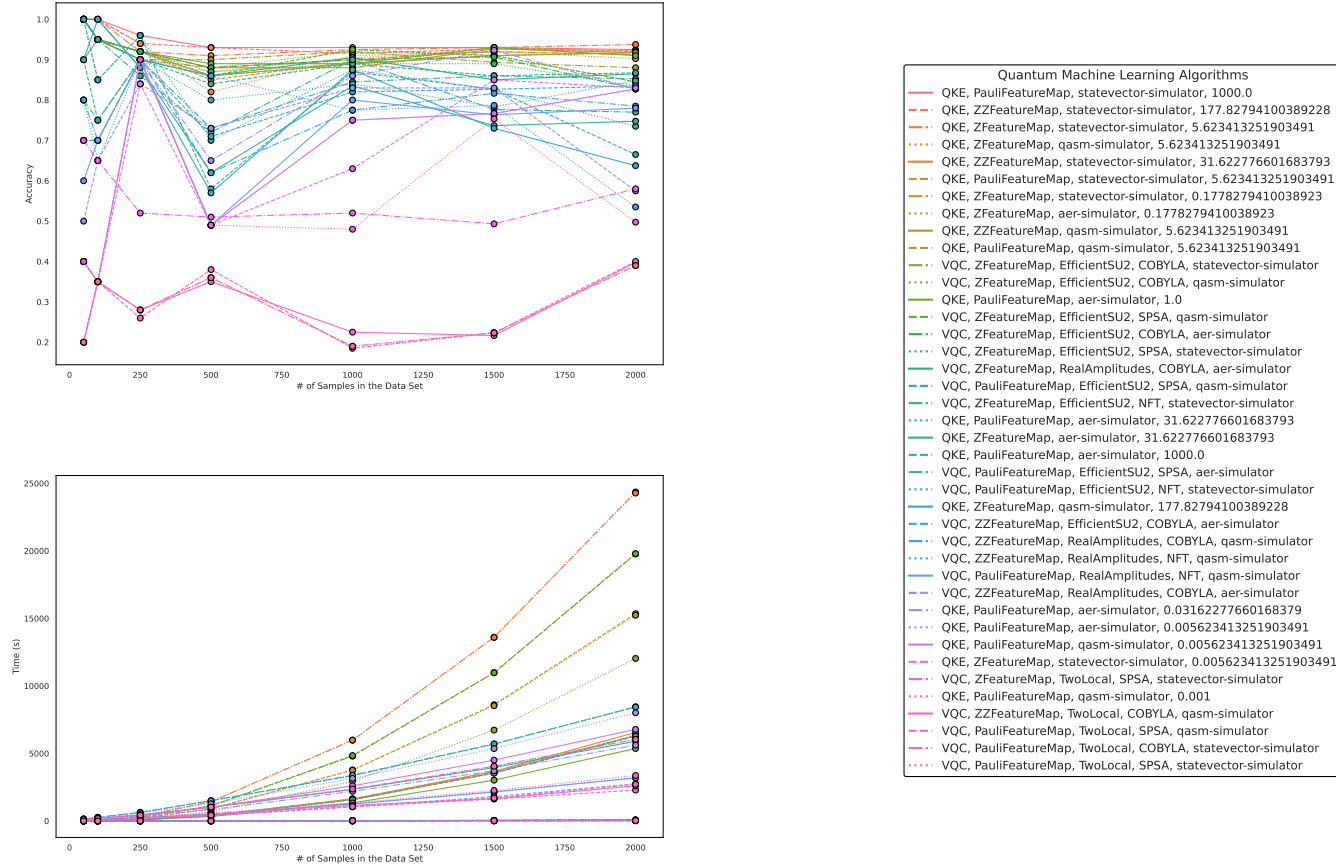 1.0
0.9
0.8
0.7
0.6
0.5
0.4
0.3
0.2
Accuracy
0
250
500
750
1000
1250
1500
1750
2000
# of Samples in the Data Set
25000
20000
15000
10000
5000
0
Time (s)
0
250
500
750
1000
1250
1500
1750
2000
# of Samples in the Data Set
Quantum Machine Learning Algorithms
QKE, PauliFeatureMap, statevector-simulator, 1000.0
QKE, ZZFeatureMap, statevector-simulator, 177.82794100389228
QKE, ZFeatureMap, statevector-simulator, 5.623413251903491
QKE, ZFeatureMap, qasm-simulator, 5.623413251903491
QKE, ZZFeatureMap, statevector-simulator, 31.622776601683793
QKE, PauliFeatureMap, statevector-simulator, 5.623413251903491
QKE, ZFeatureMap, statevector-simulator, 0.1778279410038923
QKE, ZFeatureMap, aer-simulator, 0.1778279410038923
QKE, ZZFeatureMap, qasm-simulator, 5.623413251903491
QKE, PauliFeatureMap, qasm-simulator, 5.623413251903491
VQC, ZFeatureMap, EfficientSU2, COBYLA, statevector-simulator
VQC, ZFeatureMap, EfficientSU2, COBYLA, qasm-simulator
QKE, PauliFeatureMap, aer-simulator, 1.0
VQC, ZFeatureMap, EfficientSU2, SPSA, qasm-simulator
VQC, ZFeatureMap, EfficientSU2, COBYLA, aer-simulator
VQC, ZFeatureMap, EfficientSU2, SPSA, statevector-simulator
VQC, ZFeatureMap, RealAmplitudes, COBYLA, aer-simulator
VQC, PauliFeatureMap, EfficientSU2, SPSA, qasm-simulator
VQC, ZFeatureMap, EfficientSU2, NFT, statevector-simulator
QKE, PauliFeatureMap, aer-simulator, 31.622776601683793
QKE, ZFeatureMap, aer-simulator, 31.622776601683793
QKE, PauliFeatureMap, aer-simulator, 1000.0
VQC, PauliFeatureMap, EfficientSU2, SPSA, aer-simulator
VQC, PauliFeatureMap, EfficientSU2, NFT, statevector-simulator
QKE, ZFeatureMap, qasm-simulator, 177.82794100389228
VQC, ZZFeatureMap, EfficientSU2, COBYLA, aer-simulator
VQC, ZZFeatureMap, RealAmplitudes, COBYLA, qasm-simulator
VQC, ZZFeatureMap, RealAmplitudes, NFT, qasm-simulator
VQC, PauliFeatureMap, RealAmplitudes, NFT, qasm-simulator
VQC, ZZFeatureMap, RealAmplitudes, COBYLA, aer-simulator
QKE, PauliFeatureMap, aer-simulator, 0.03162277660168379
QKE, PauliFeatureMap, aer-simulator, 0.005623413251903491
QKE, PauliFeatureMap, qasm-simulator, 0.005623413251903491
QKE, ZFeatureMap, statevector-simulator, 0.005623413251903491
VQC, ZFeatureMap, TwoLocal, SPSA, statevector-simulator
QKE, PauliFeatureMap, qasm-simulator, 0.001
VQC, ZZFeatureMap, TwoLocal, COBYLA, qasm-simulator
VQC, PauliFeatureMap, TwoLocal, SPSA, qasm-simulator
VQC, PauliFeatureMap, TwoLocal, COBYLA, statevector-simulator
VQC, PauliFeatureMap, TwoLocal, SPSA, statevector-simulator